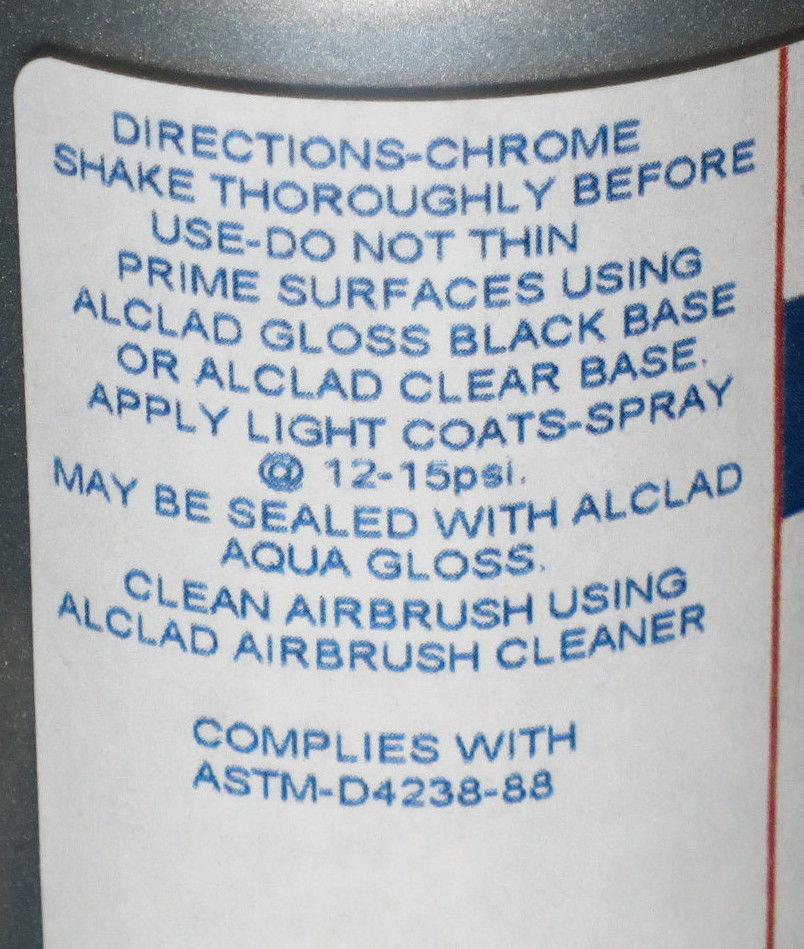 DIRECTIONS-CHROME
SHAKE THOROUGHLY BEFORE
USE-DO NOT THIN
PRIME SURFACES USING
ALCLAD GLOSS BLACK BASE
OR ALCLAD CLEAR BASE.
APPLY LIGHT COATS-SPRAY
@ 12-15psi.
MAY BE SEALED WITH ALCLAD
AQUA GLOSS.
CLEAN AIRBRUSH USING
ALCLAD AIRBRUSH CLEANER
COMPLIES WITH
ASTM-D4238-88